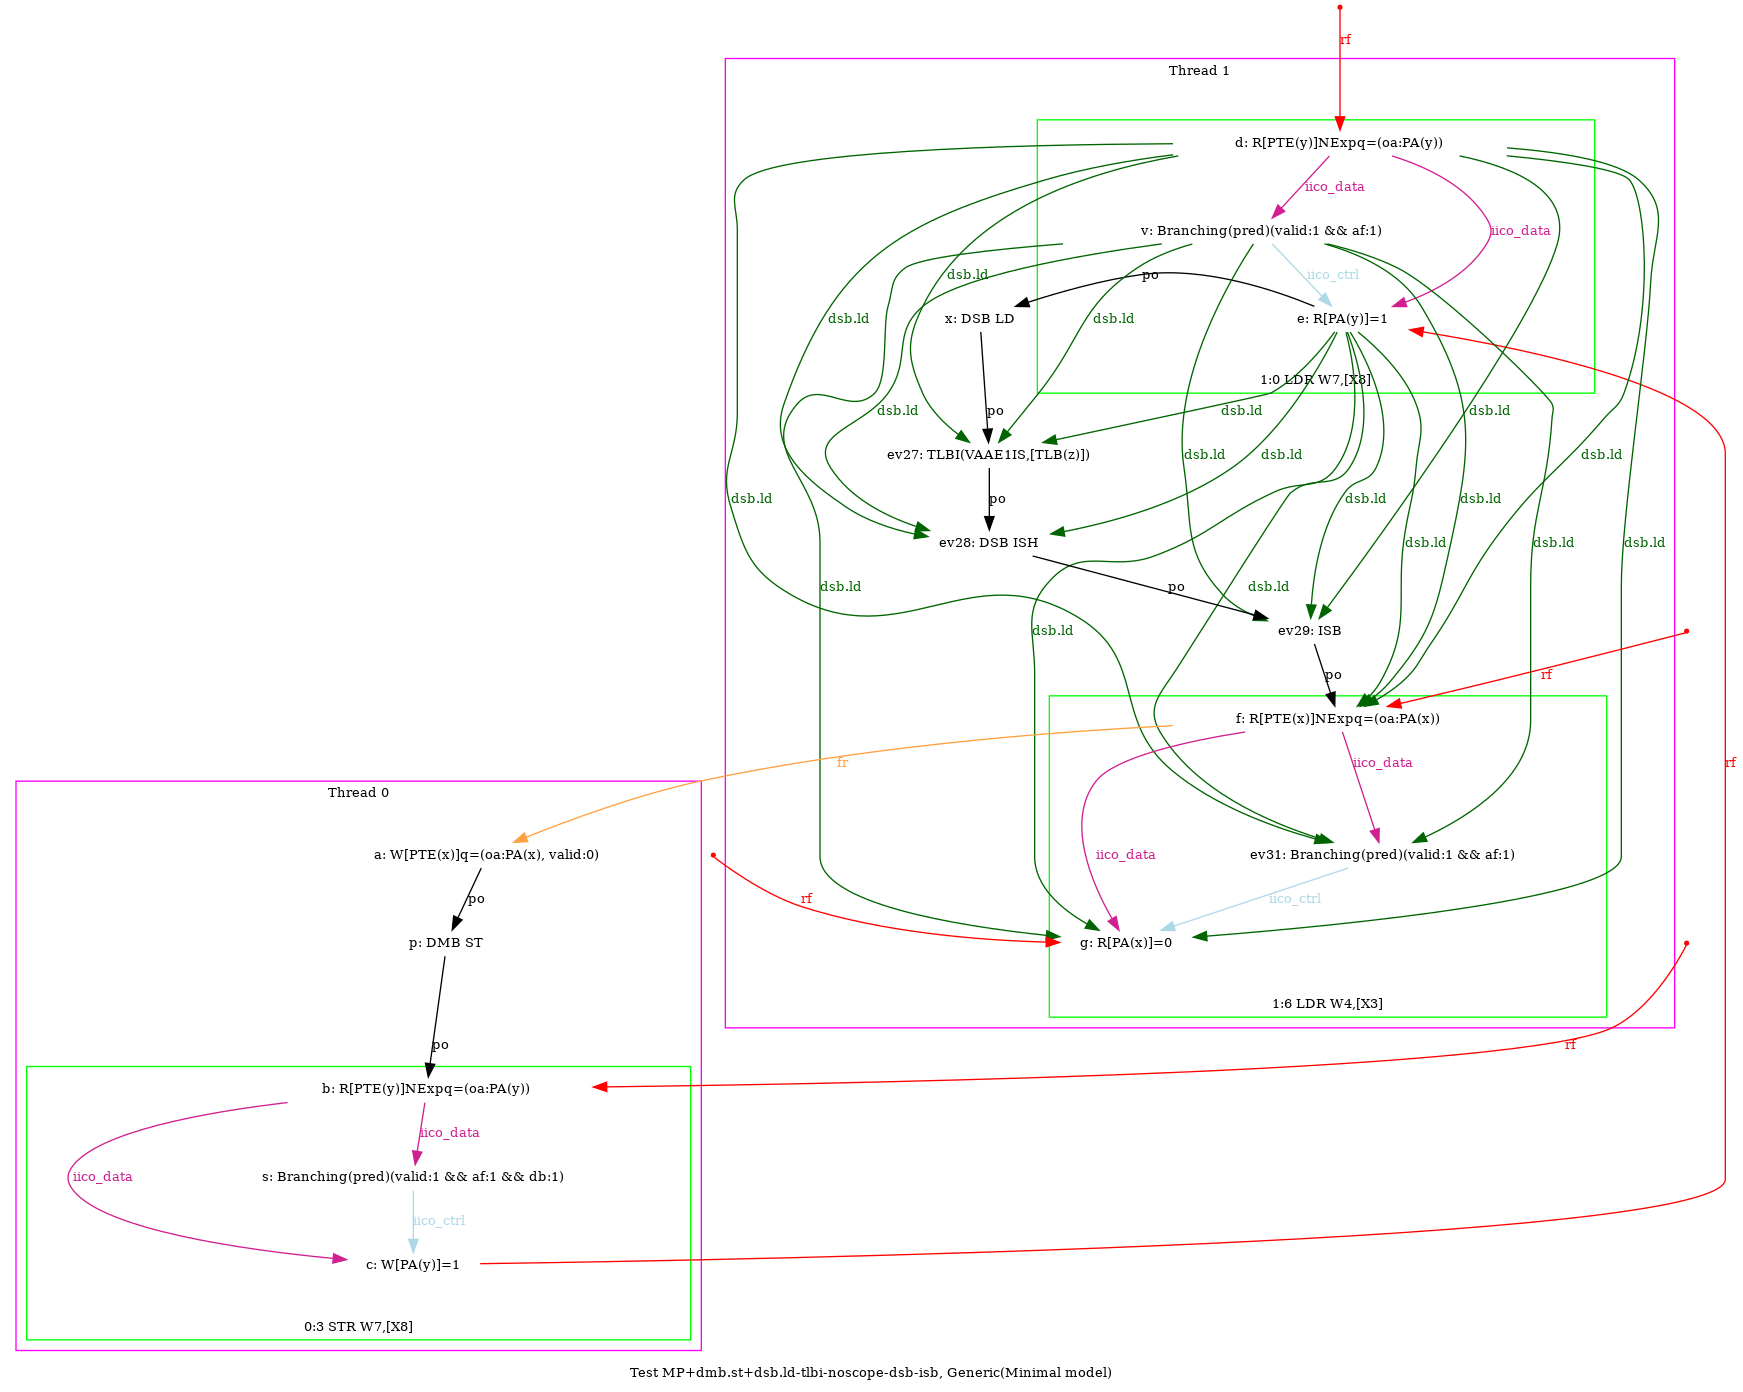 rf
Thread 1
d: R[PTE(y)]NExpq=(oa:PA(y))
iico_data
v: Branching(pred)(valid:1 && af:1)
iico_data
dsb.ld
po
iico_ctrl
dsb.ld
x: DSB LD
dsb.ld
e: R[PA(y)]=1
1:0 LDR W7,[X8]
dsb.ld
po
dsb.ld
dsb.ld
ev27: TLBI(VAAE1IS,[TLB(z)])
dsb.ld
dsb.ld
dsb.ld
dsb.ld
po
dsb.ld
dsb.ld
ev28: DSB ISH
dsb.ld
dsb.ld
dsb.ld
dsb.ld
po
dsb.ld
dsb.ld
ev29: ISB
po
rf
f: R[PTE(x)]NExpq=(oa:PA(x))
fr
iico_data
rf
Thread 0
a: W[PTE(x)]q=(oa:PA(x), valid:0)
iico_data
ev31: Branching(pred)(valid:1 && af:1)
po
rf
iico_ctrl
p: DMB ST
g: R[PA(x)]=0
1:6 LDR W4,[X3]
po
rf
b: R[PTE(y)]NExpq=(oa:PA(y))
iico_data
iico_data
s: Branching(pred)(valid:1 && af:1 && db:1)
iico_ctrl
c: W[PA(y)]=1
0:3 STR W7,[X8]
Test MP+dmb.st+dsb.ld-tlbi-noscope-dsb-isb, Generic(Minimal model)